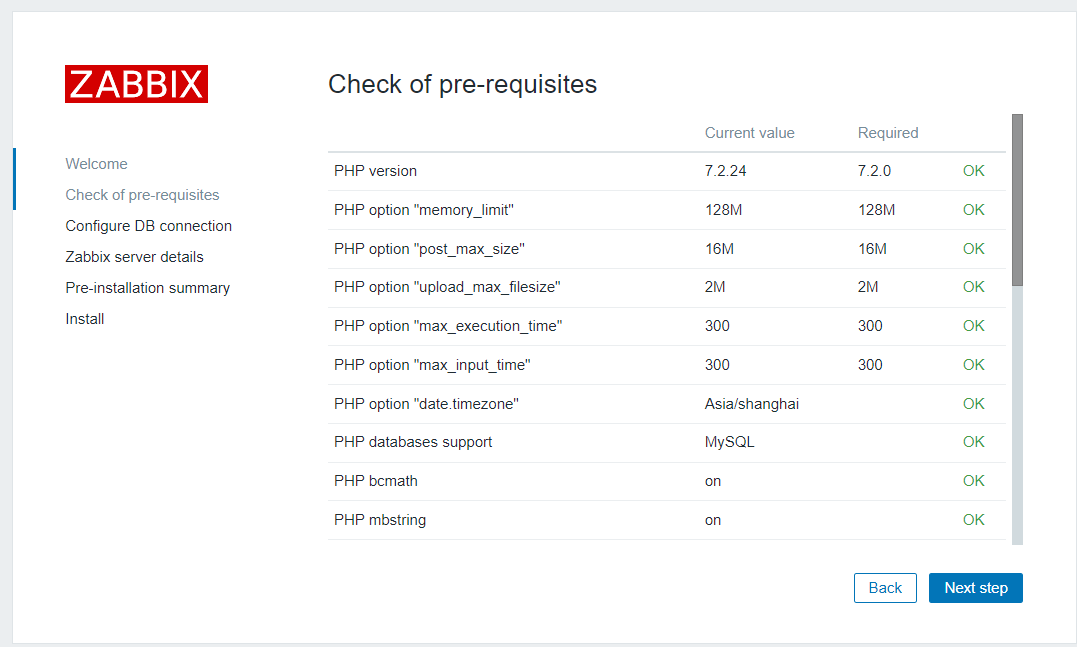 ZABBIX
Welcome
Check of pre-requisites
Configure DB connection
Zabbix server details
Pre-installation summary
Install
Check of pre-requisites
Current value Required
PHP version 7.2.24 7.2.0 OK
PHP option "memory_limit" 128M 128M OK
PHP option "post_max_size" 16M 16M OK
PHP option "upload_max_filesize" 2M 2M OK
PHP option "max_execution_time" 300 300 OK
PHP option "max_input_time" 300 300 OK
PHP option "date.timezone" Asia/shanghai OK
PHP databases support MySQL OK
PHP bcmath on OK
PHP mbstring on OK
Back Next step